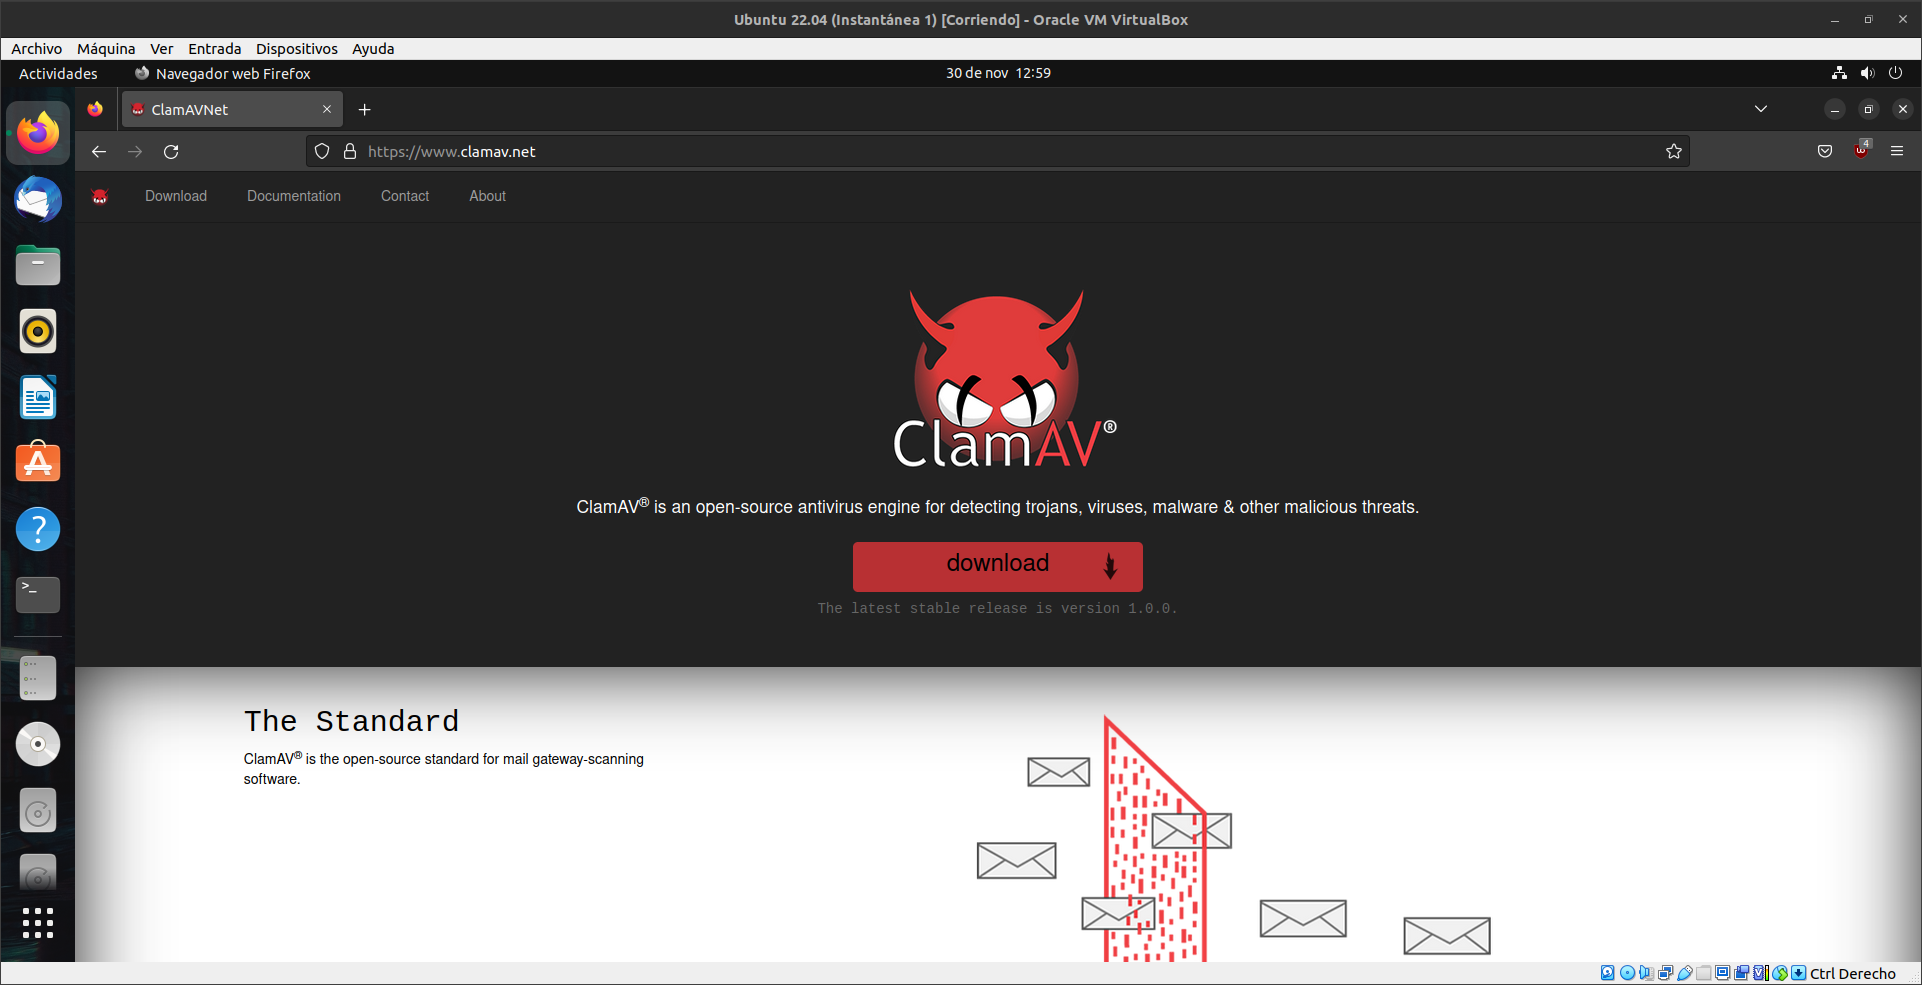 Ubuntu 22.04 (Instantánea 1) [Corriendo] - Oracle VM VirtualBox
Archivo Máquina Ver Entrada Dispositivos Ayuda
Actividades Navegador web Firefox 30 de nov 12:59
ClamAVNet
https://www.clamav.net 4
Download Documentation Contact About
ClamAV®
ClamAV® is an open-source antivirus engine for detecting trojans, viruses, malware & other malicious threats.
download
The latest stable release is version 1.0.0.
The Standard
ClamAV® is the open-source standard for mail gateway-scanning
software.
Ctrl Derecho